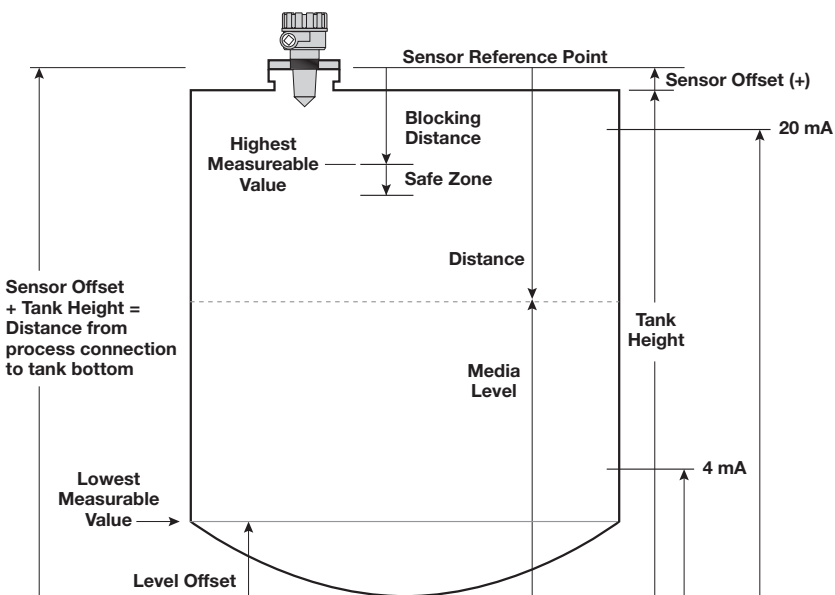 Sensor Reference Point
Sensor Offset (+)
Blocking
Distance
20 mA
Highest
Measureable
Value
Safe Zone
Distance
Sensor Offset
+ Tank Height =
Distance from
process connection
to tank bottom
Tank
Height
Media
Level
4 mA
Lowest
Measurable
Value
Level Offset